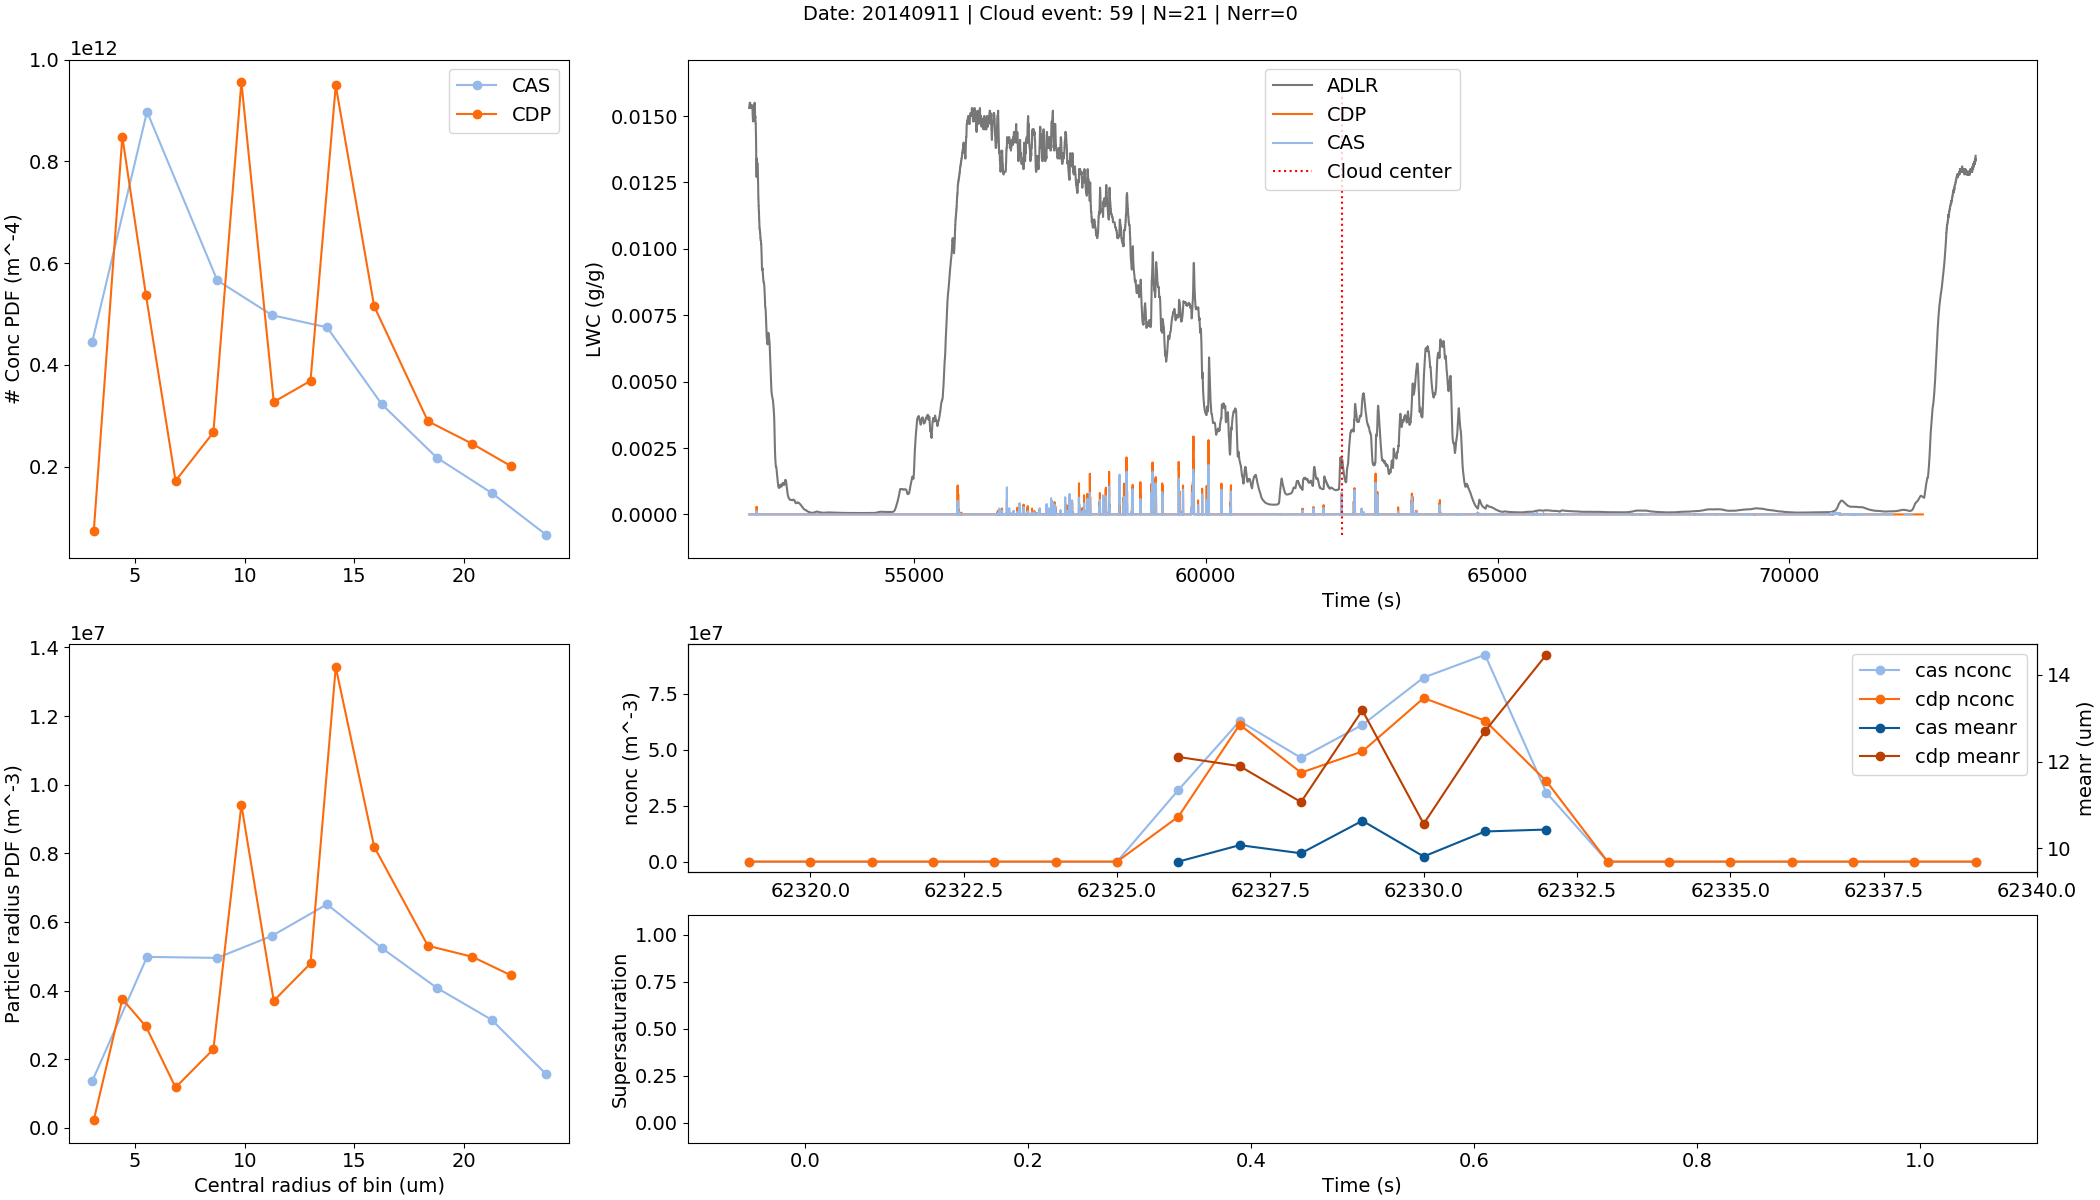 Date: 20140911 | Cloud event: 59 | N=21 | Nerr=0
1e12
# Conc PDF (m^-4)
1.0
0.8
0.6
0.4
0.2
CAS
CDP
5 10 15 20
LWC (g/g)
0.0150
0.0125
0.0100
0.0075
0.0050
0.0025
0.0000
ADLR
CDP
CAS
Cloud center
55000 60000 65000 70000
Time (s)
1e7
Particle radius PDF (m^-3)
1.4
1.2
1.0
0.8
0.6
0.4
0.2
0.0
5 10 15 20
Central radius of bin (um)
1e7
nconc (m^-3)
7.5
5.0
2.5
0.0
cas nconc
cdp nconc
cas meanr
cdp meanr
14
12
10
meanr (um)
62320.0 62322.5 62325.0 62327.5 62330.0 62332.5 62335.0 62337.5 62340.0
Supersaturation
1.00
0.75
0.50
0.25
0.00
0.0 0.2 0.4 0.6 0.8 1.0
Time (s)